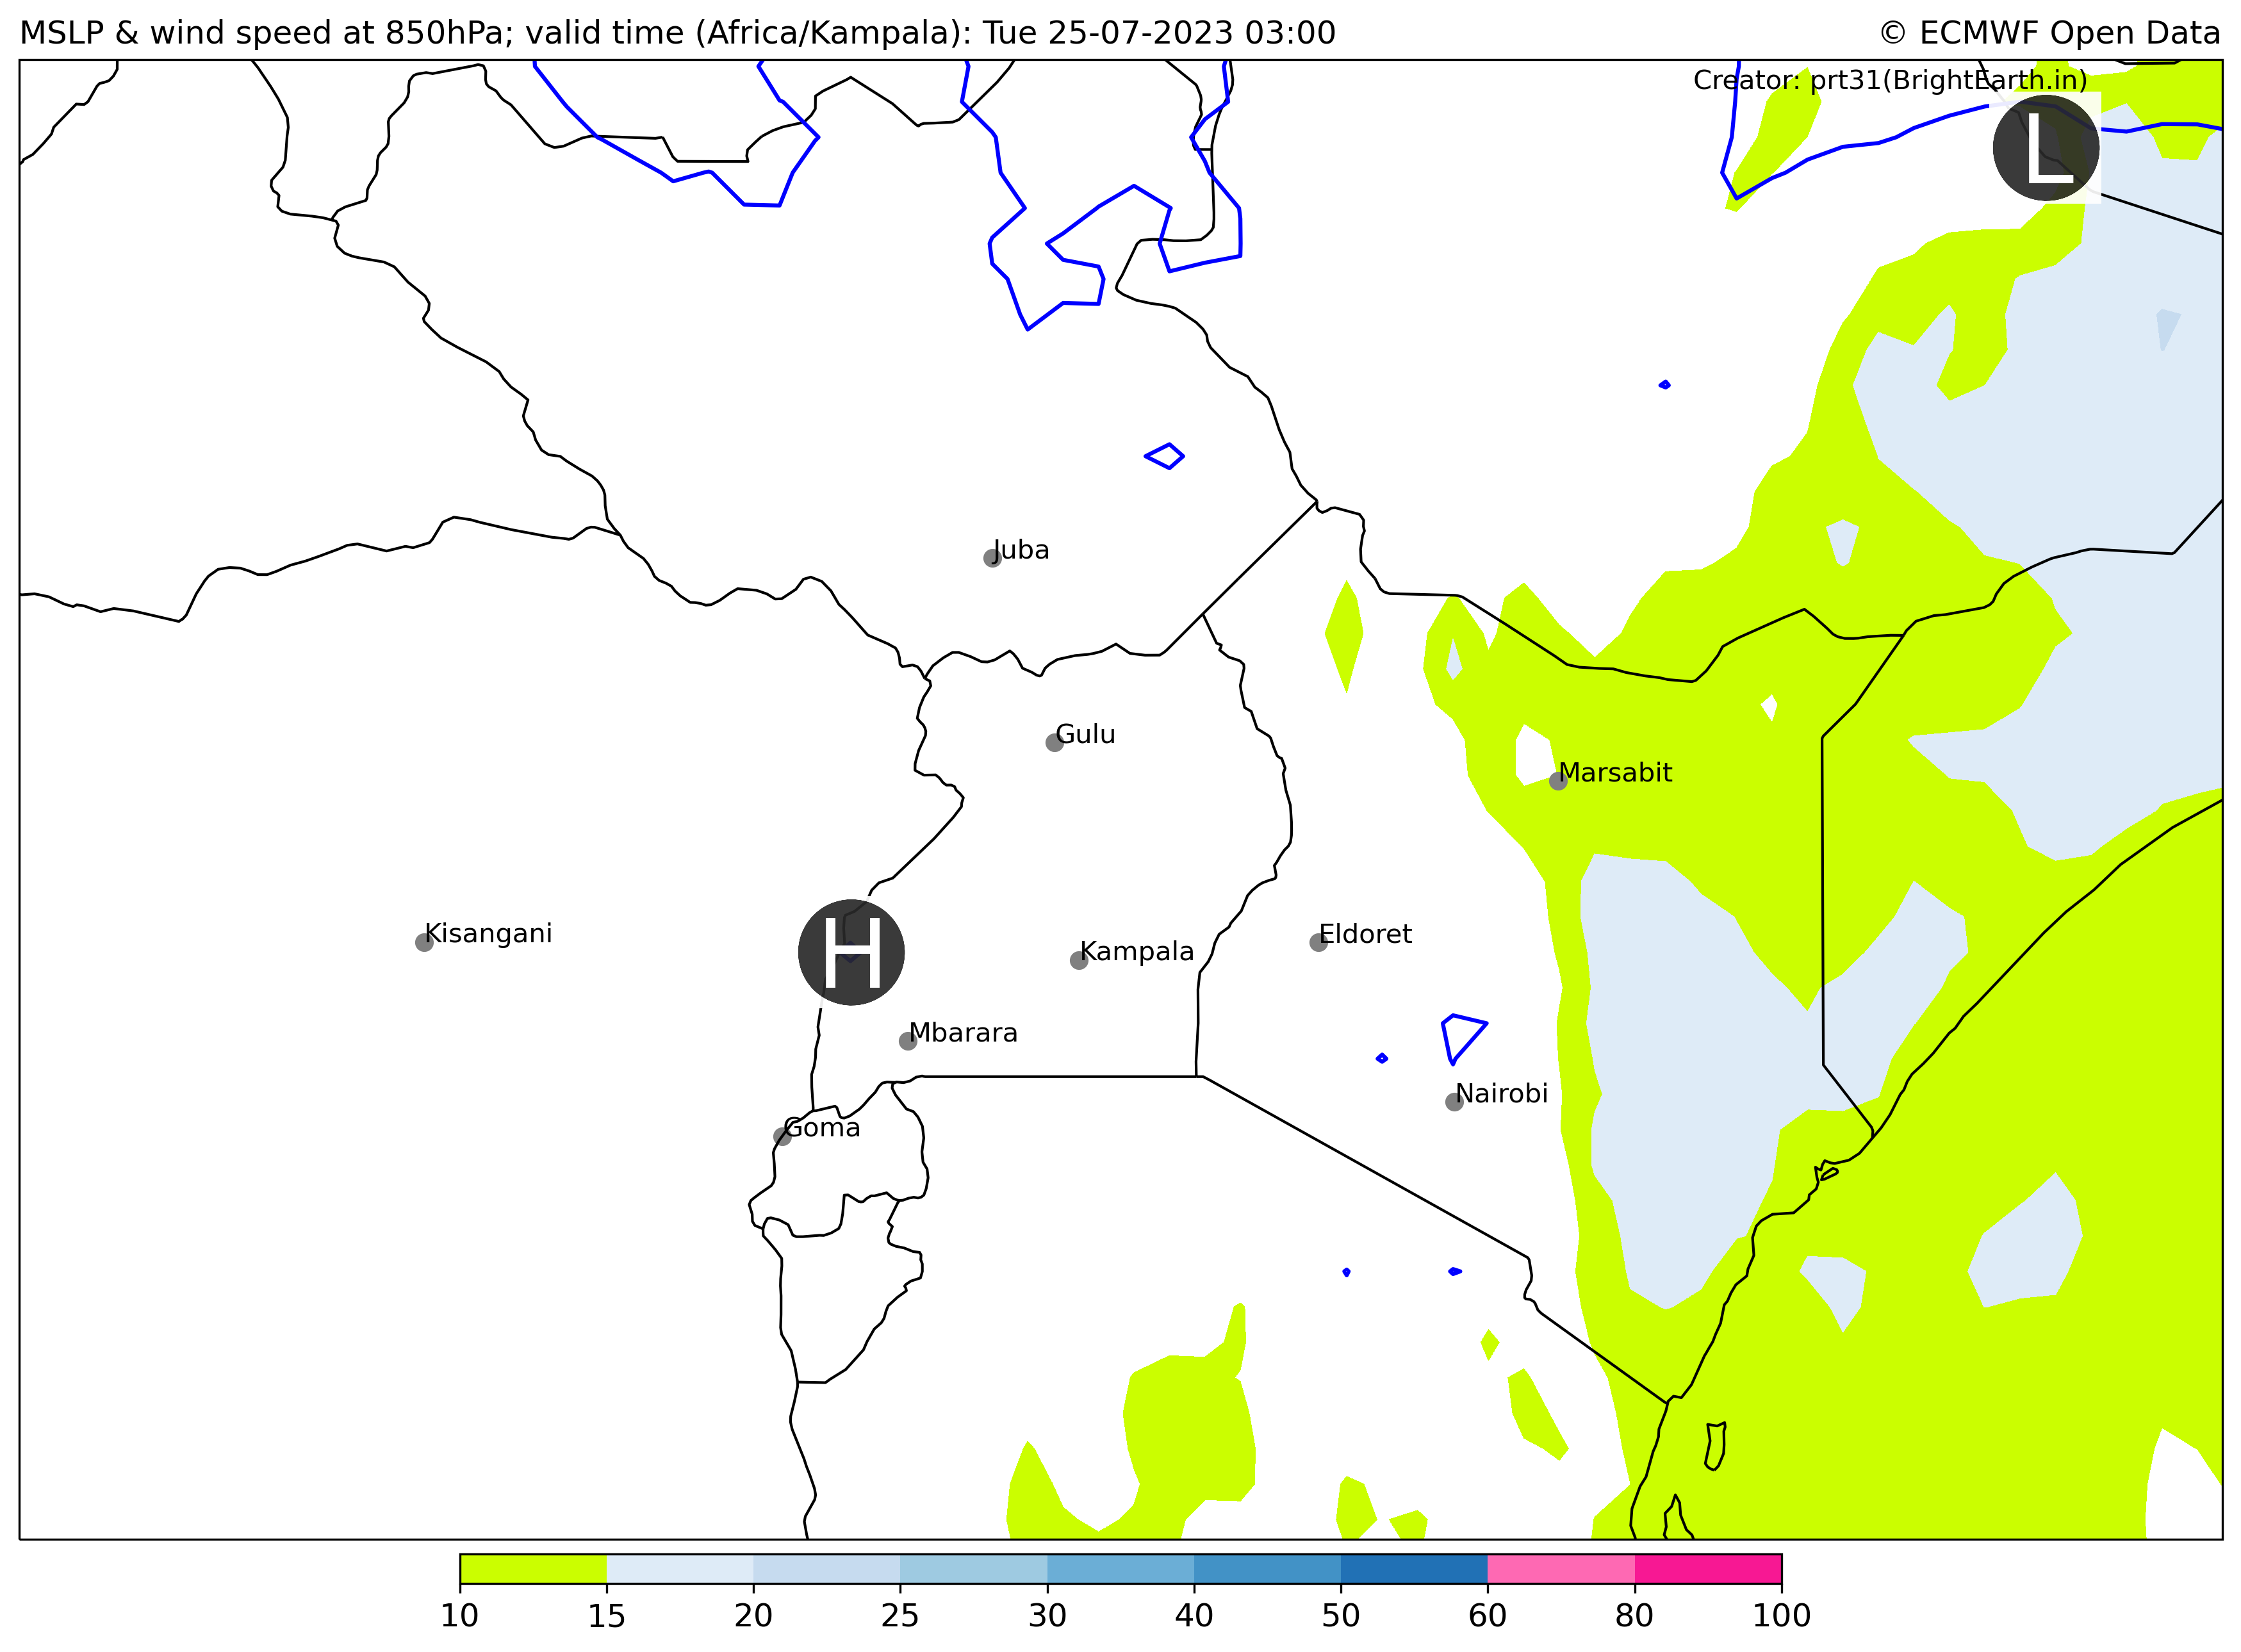 MSLP & wind speed at 850hPa; valid time (Africa/Kampala): Tue 25-07-2023 03:00
© ECMWF Open Data
Creator: prt31(BrightEarth.in)
L
Juba
Gulu
Marsabit
Kisangani
H
Kampala
Eldoret
Mbarara
Nairobi
Goma
10 15 20 25 30 40 50 60 80 100